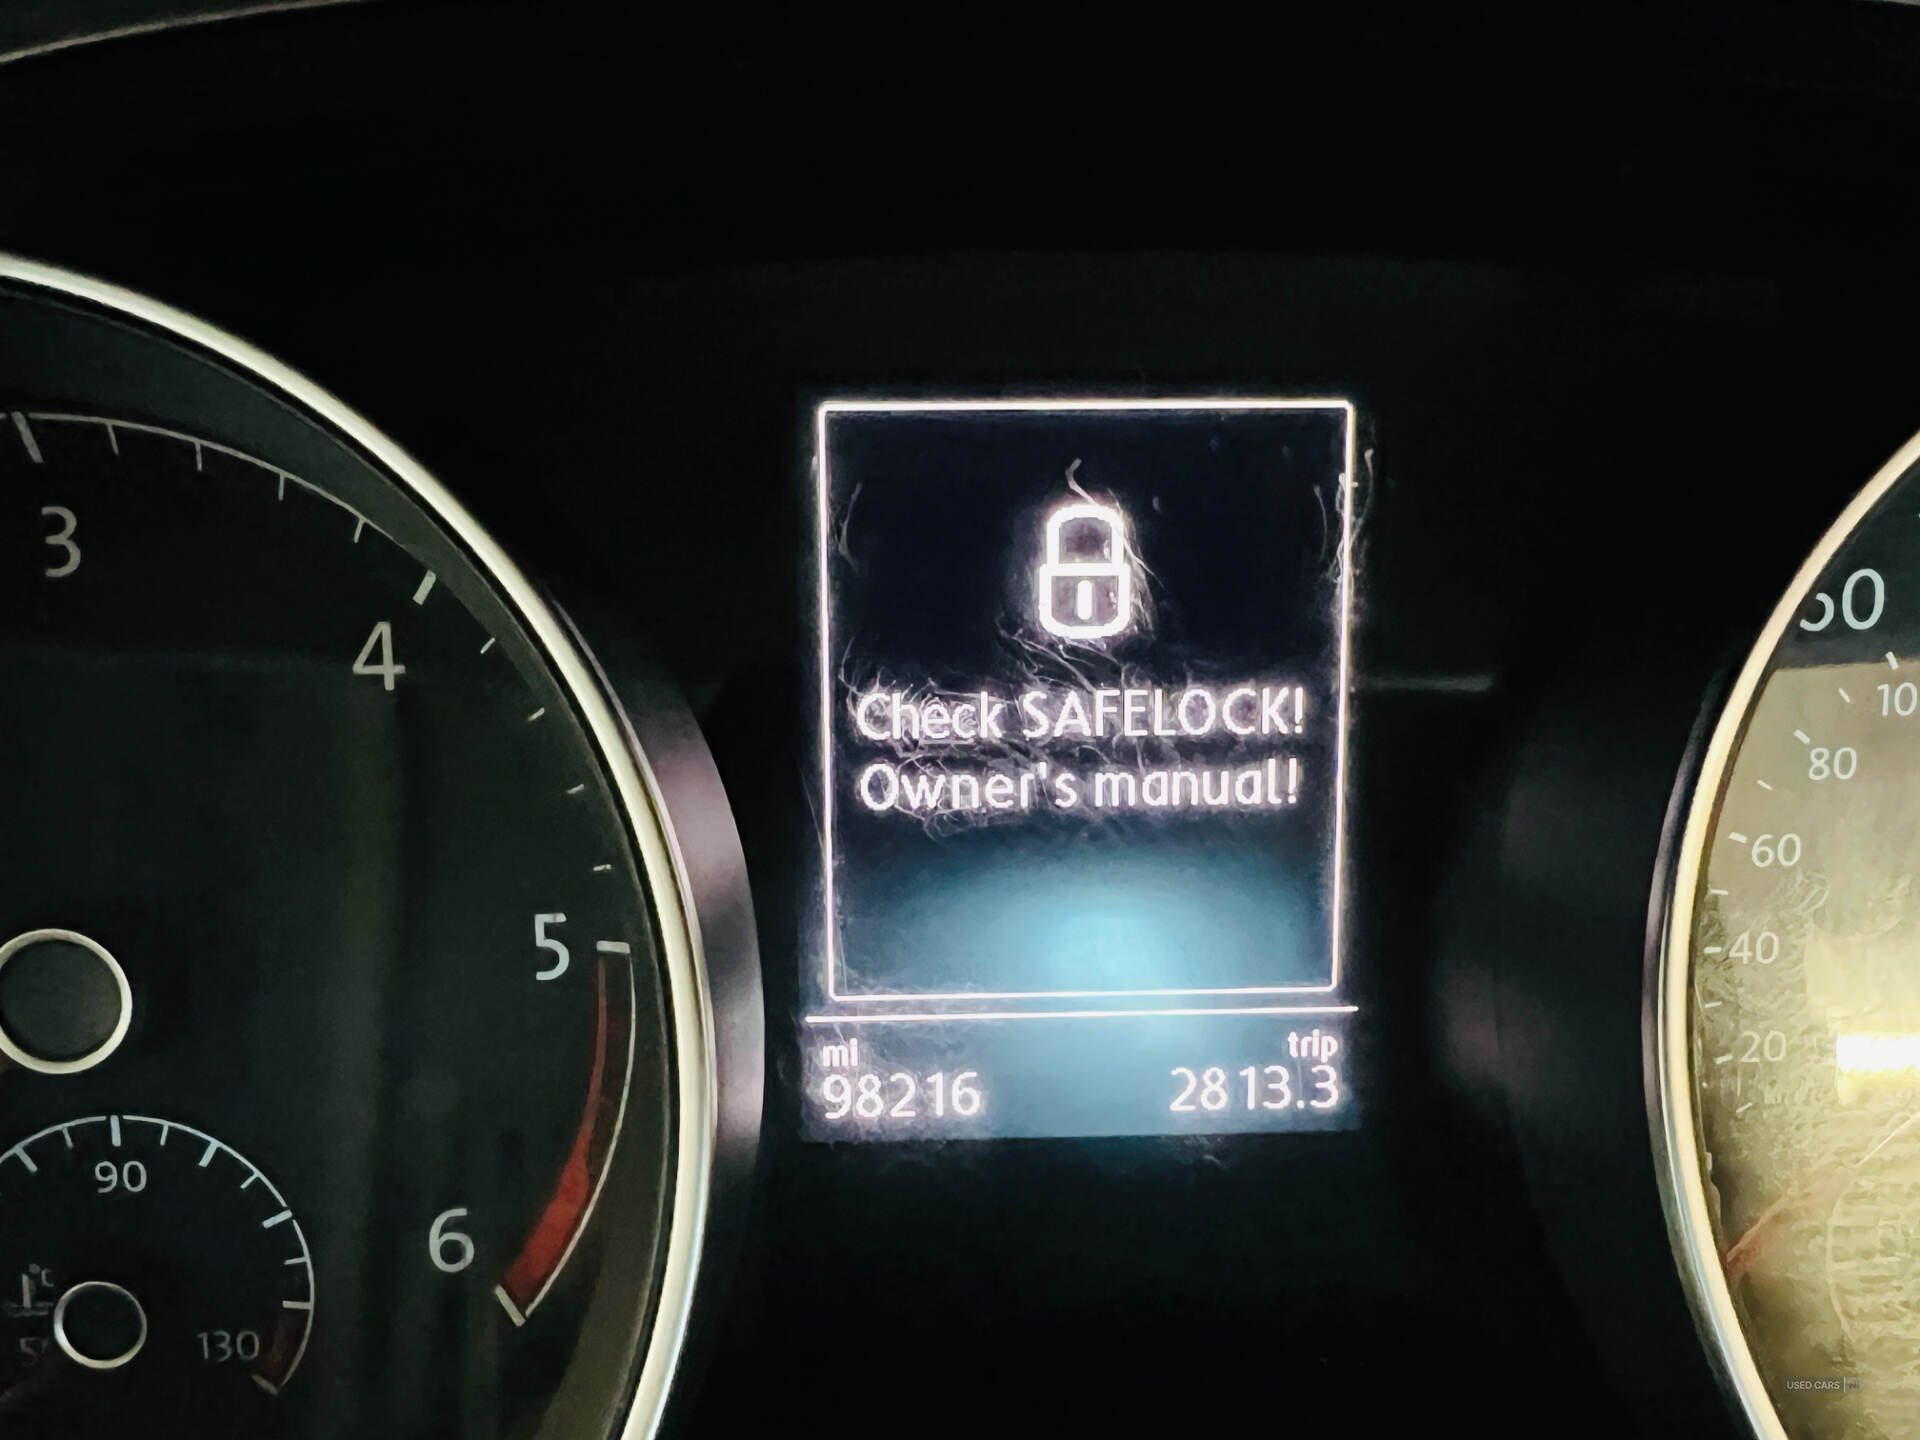 3
4
5
6
90
130
°C
Check SAFELOCK!
Owner's manual!
mi
trip
98216
2813.3
80
60
40
20
USED CARS NI